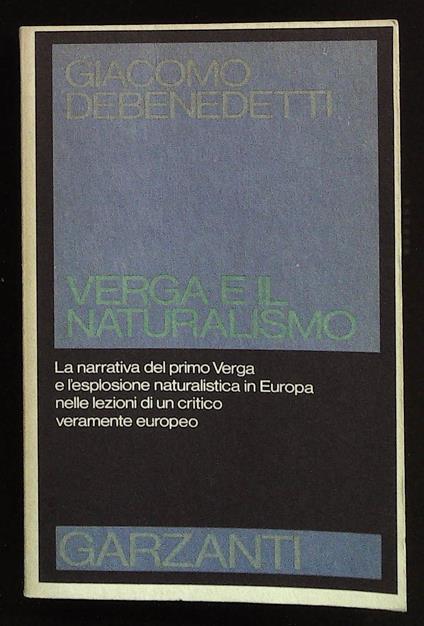 GIACOMO
DEBENEDETTI
VERGA E IL
NATURALISMO
La narrativa del primo Verga
e l'esplosione naturalistica in Europa
nelle lezioni di un critico
veramente europeo
GARZANTI